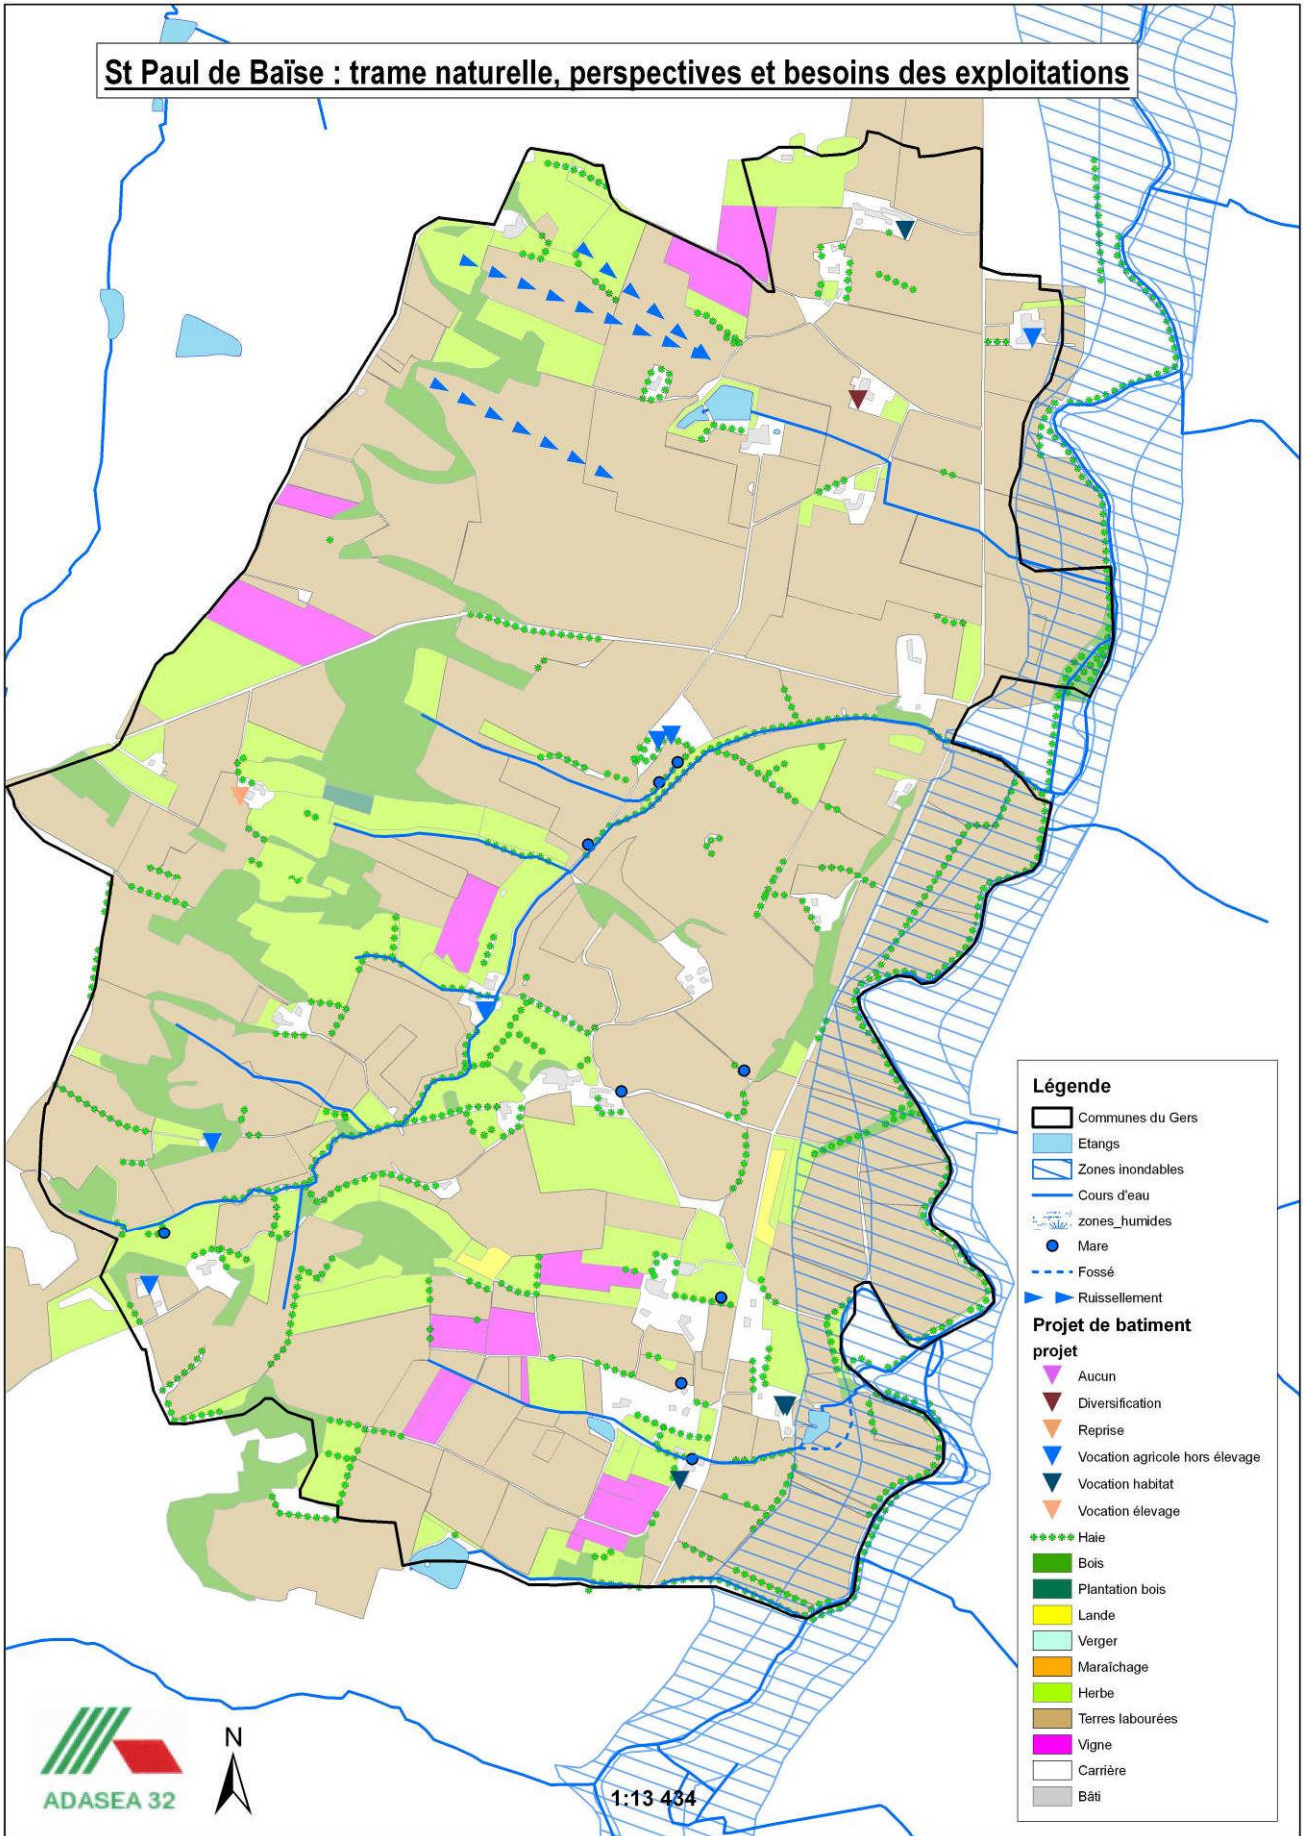 St Paul de Baïse : trame naturelle, perspectives et besoins des exploitations
Légende
Communes du Gers
Etangs
Zones inondables
Cours d'eau
zones_humides
Mare
Fossé
Ruissellement
Projet de batiment
projet
Aucun
Diversification
Reprise
Vocation agricole hors élevage
Vocation habitat
Vocation élevage
Haie
Bois
Plantation bois
Lande
Verger
Maraîchage
Herbe
Terres labourées
Vigne
Carrière
Bâti
ADASEA 32
N
1:13 434